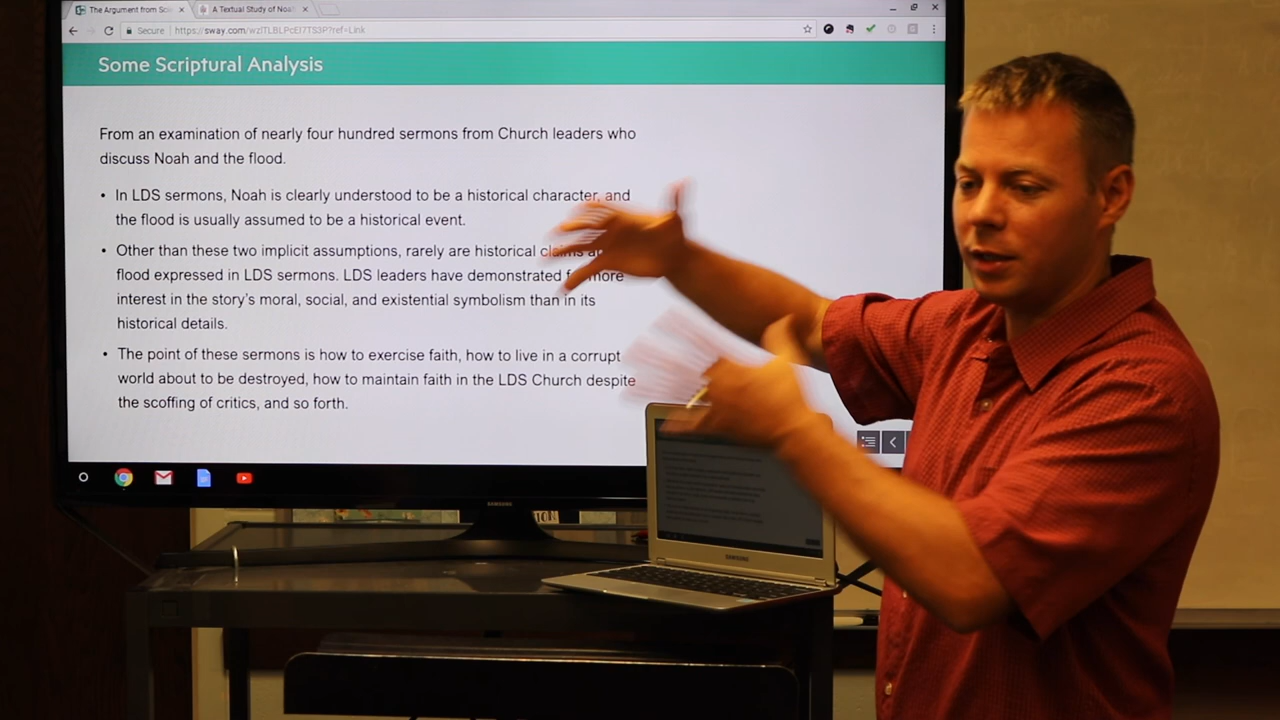 The Argument from Scie
A Textual Study of Noa
Secure
https://sway.com/wzITLBLPcEI7TS3P?ref=Link
Some Scriptural Analysis
From an examination of nearly four hundred sermons from Church leaders who
discuss Noah and the flood.
• In LDS sermons, Noah is clearly understood to be a historical character, and
the flood is usually assumed to be a historical event.
• Other than these two implicit assumptions, rarely are historical claims
flood expressed in LDS sermons. LDS leaders have demonstrated more
interest in the story's moral, social, and existential symbolism than in its
historical details.
• The point of these sermons is how to exercise faith, how to live in a corrupt
world about to be destroyed, how to maintain faith in the LDS Church despite
the scoffing of critics, and so forth.
SAMSUNG
SAMSUNG